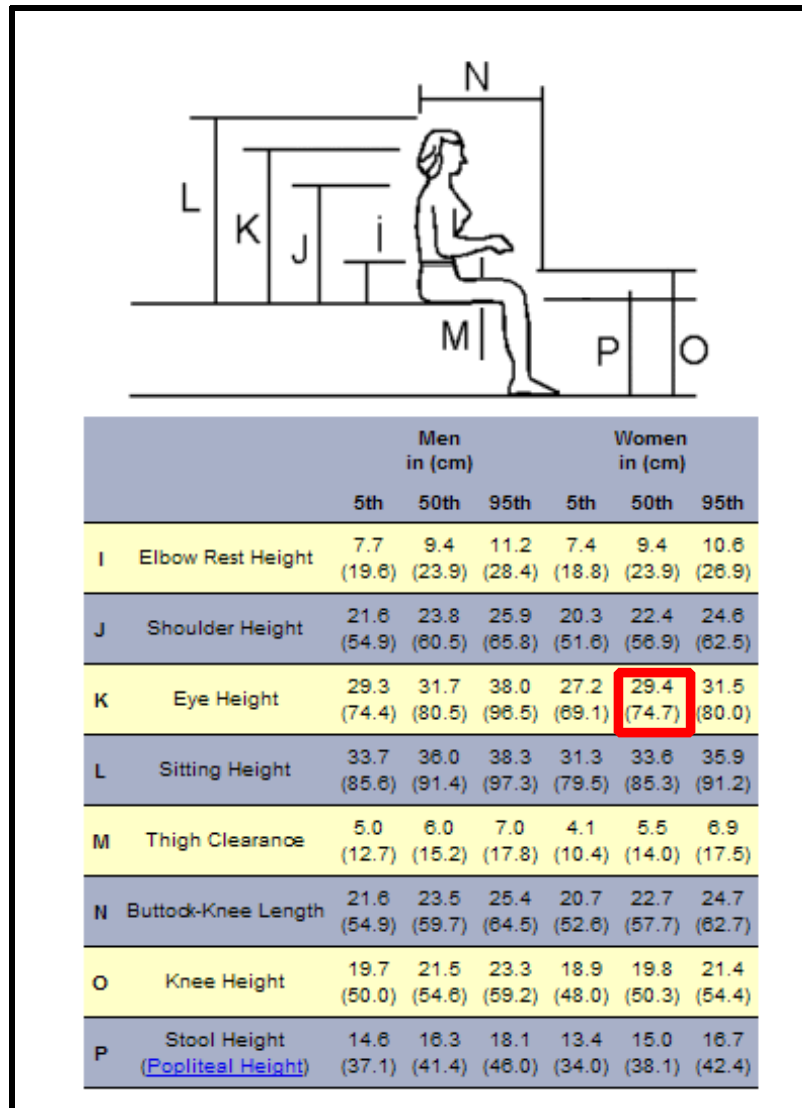 N
L
K
J
i
M
P
O
Men
in (cm)
Women
in (cm)
5th 50th 95th 5th 50th 95th
I Elbow Rest Height 7.7 9.4 11.2 7.4 9.4 10.6
(19.6) (23.9) (28.4) (18.8) (23.9) (26.9)
J Shoulder Height 21.6 23.8 25.9 20.3 22.4 24.6
(54.9) (60.5) (65.8) (51.6) (56.9) (62.5)
K Eye Height 29.3 31.7 38.0 27.2 29.4 31.5
(74.4) (80.5) (96.5) (69.1) (74.7) (80.0)
L Sitting Height 33.7 36.0 38.3 31.3 33.6 35.9
(85.6) (91.4) (97.3) (79.5) (85.3) (91.2)
M Thigh Clearance 5.0 6.0 7.0 4.1 5.5 6.9
(12.7) (15.2) (17.8) (10.4) (14.0) (17.5)
N Buttock-Knee Length 21.6 23.5 25.4 20.7 22.7 24.7
(54.9) (59.7) (64.5) (52.6) (57.7) (62.7)
O Knee Height 19.7 21.5 23.3 18.9 19.8 21.4
(50.0) (54.6) (59.2) (48.0) (50.3) (54.4)
P Stool Height 14.6 16.3 18.1 13.4 15.0 16.7
(Popliteal Height) (37.1) (41.4) (46.0) (34.0) (38.1) (42.4)